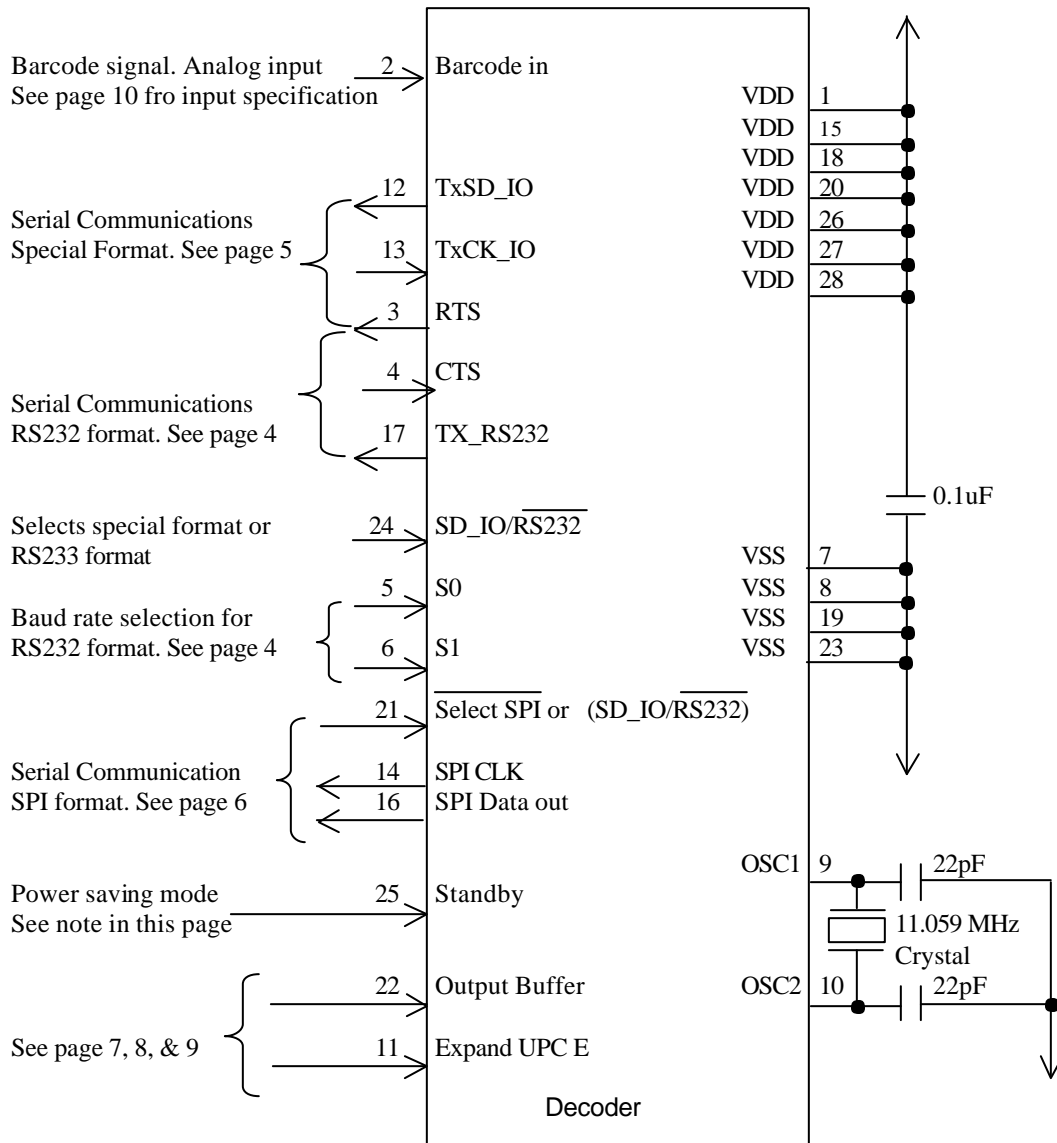 Barcode signal. Analog input
See page 10 fro input specification
2
Barcode in
VDD 1
VDD 15
VDD 18
VDD 20
VDD 26
VDD 27
VDD 28
12 TxSD_IO
Serial Communications
Special Format. See page 5
13 TxCK_IO
3 RTS
4 CTS
Serial Communications
RS232 format. See page 4
17 TX_RS232
0.1uF
Selects special format or
RS233 format
24 SD_IO/RS232
VSS 7
VSS 8
VSS 19
VSS 23
5 S0
Baud rate selection for
RS232 format. See page 4
6 S1
21 Select SPI or (SD_IO/RS232)
Serial Communication
SPI format. See page 6
14 SPI CLK
16 SPI Data out
OSC1 9
22pF
11.059 MHz
Crystal
OSC2 10
22pF
Power saving mode
See note in this page
25 Standby
22 Output Buffer
See page 7, 8, & 9
11 Expand UPC E
Decoder